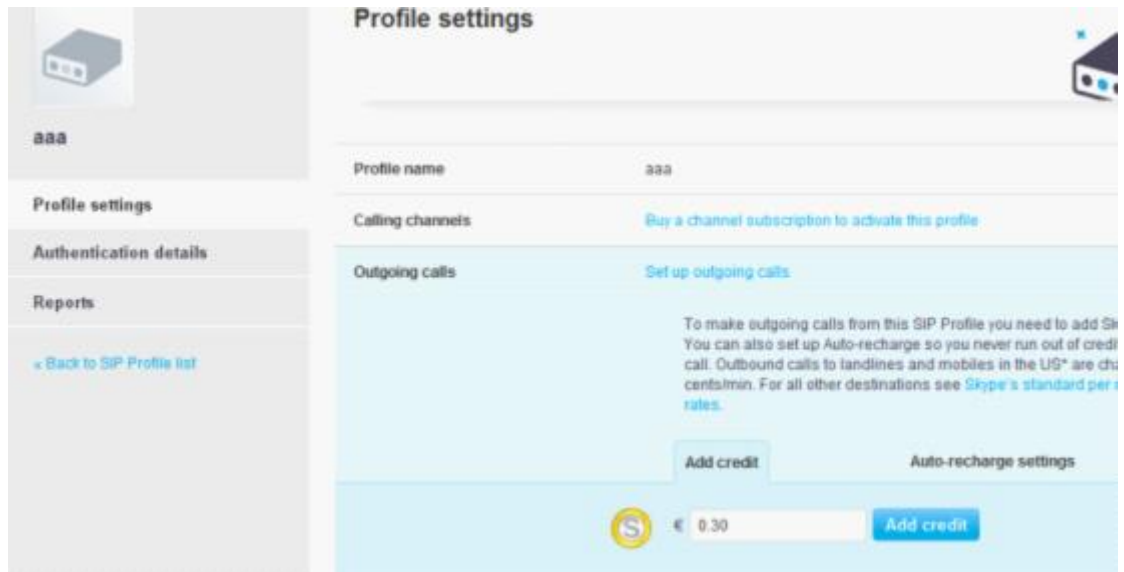 Profile settings
aaa
Profile settings
Authentication details
Reports
« Back to SIP Profile list
Profile name aaa
Calling channels Buy a channel subscription to activate this profile
Outgoing calls Set up outgoing calls
To make outgoing calls from this SIP Profile you need to add
You can also set up Auto-recharge so you never run out of
call. Outbound calls to landlines and mobiles in the US* are
cents/min. For all other destinations see Skype's standard per
rates.
Add credit Auto-recharge settings
S € 0.30 Add credit